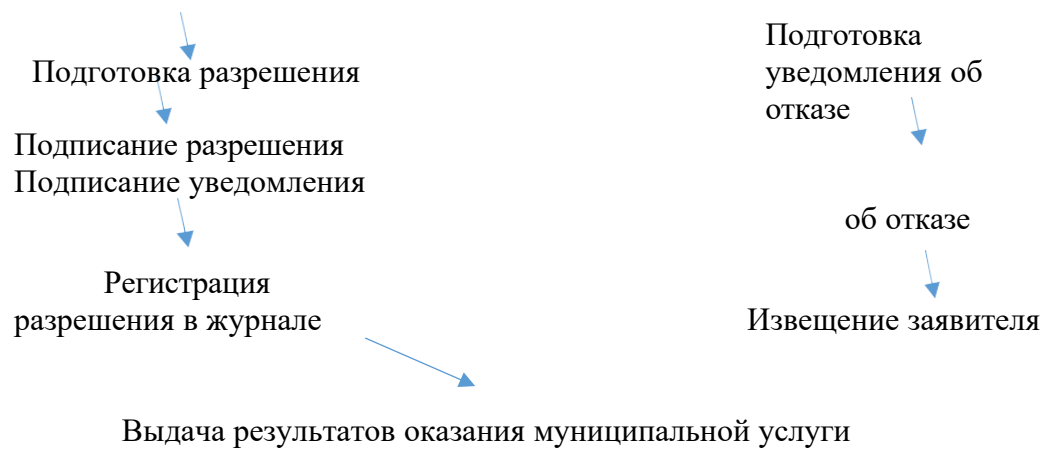 Подготовка разрешения
Подготовка
уведомления об
отказе
Подписание разрешения
Подписание уведомления
об отказе
Регистрация
разрешения в журнале
Извещение заявителя
Выдача результатов оказания муниципальной услуги